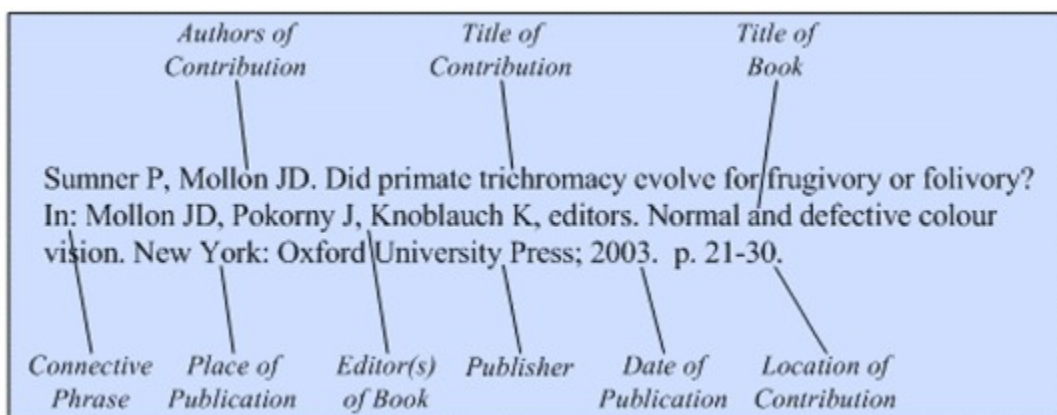 Authors of Title of Title of
Contribution Contribution Book
Sumner P, Mollon JD. Did primate trichromacy evolve for frugivory or folivory?
In: Mollon JD, Pokorny J, Knoblauch K, editors. Normal and defective colour
vision. New York: Oxford University Press; 2003. p. 21-30.
Connective Place of Editor(s) Publisher Date of Location of
Phrase Publication of Book Publication Contribution